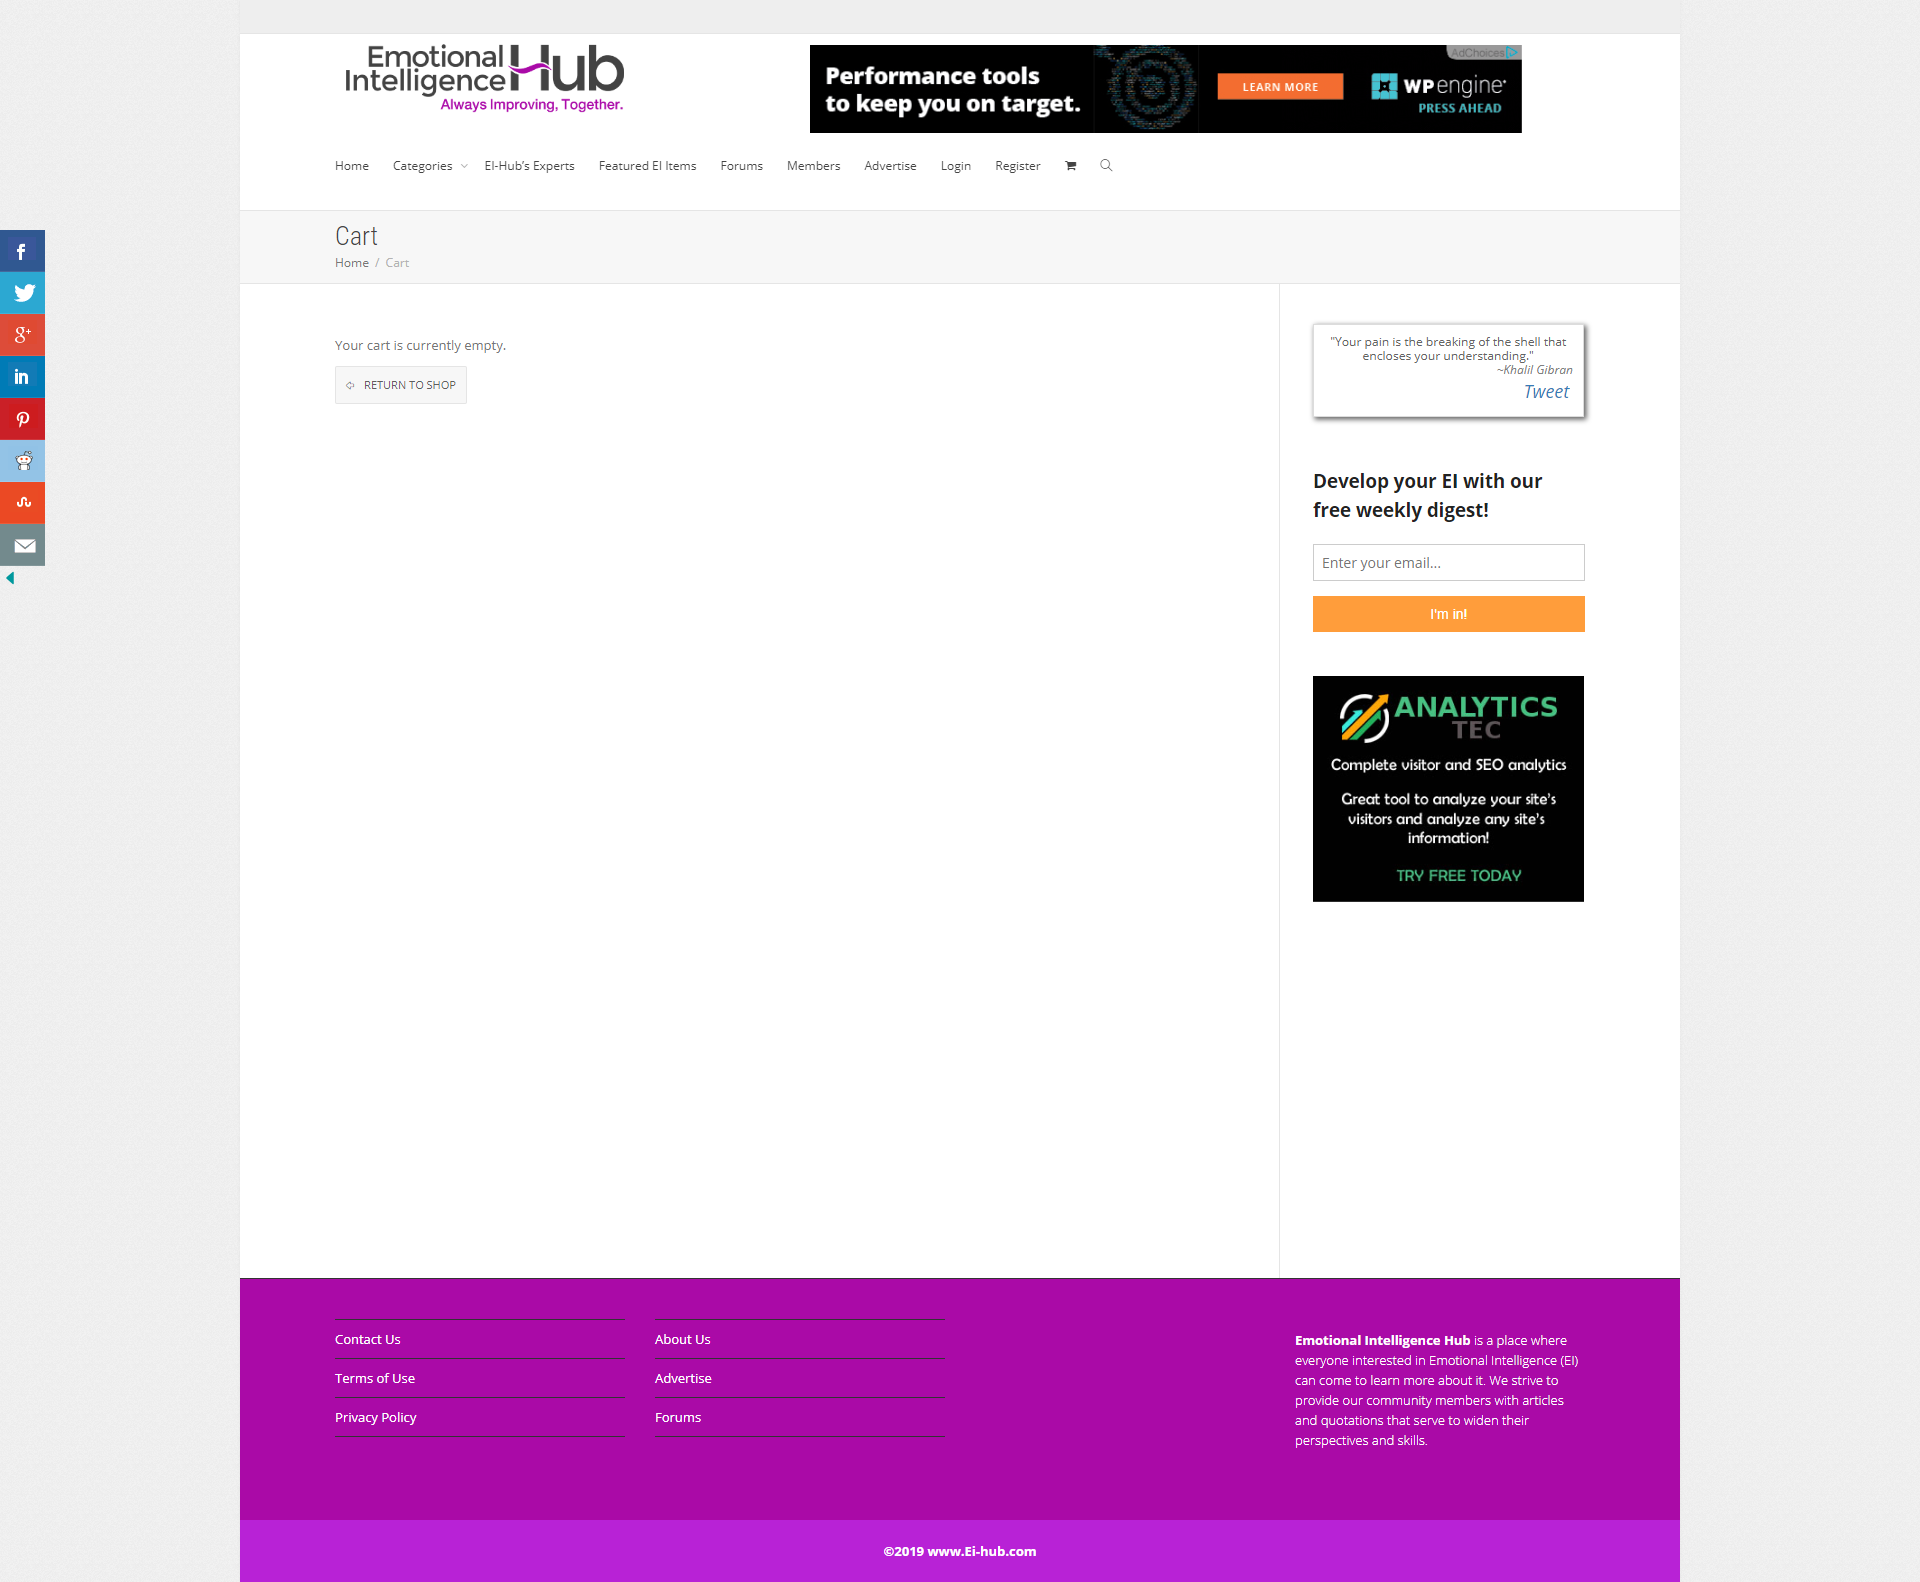 Emotional
Intelligence Hub
Always Improving, Together.
Performance tools
to keep you on target.
LEARN MORE
AdChoices
WPengine
PRESS AHEAD
Home Categories EI-Hub's Experts Featured EI Items Forums Members Advertise Login Register
Cart
Home / Cart
Your cart is currently empty.
RETURN TO SHOP
"Your pain is the breaking of the shell that
encloses your understanding."
~Khalil Gibran
Tweet
Develop your EI with our
free weekly digest!
Enter your email...
I'm in!
ANALYTICS
TEC
Complete visitor and SEO analytics
Great tool to analyze your site's
visitors and analyze any site's
information!
TRY FREE TODAY
Contact Us
Terms of Use
Privacy Policy
About Us
Advertise
Forums
Emotional Intelligence Hub is a place where
everyone interested in Emotional Intelligence (EI)
can come to learn more about it. We strive to
provide our community members with articles
and quotations that serve to widen their
perspectives and skills.
©2019 www.Ei-hub.com